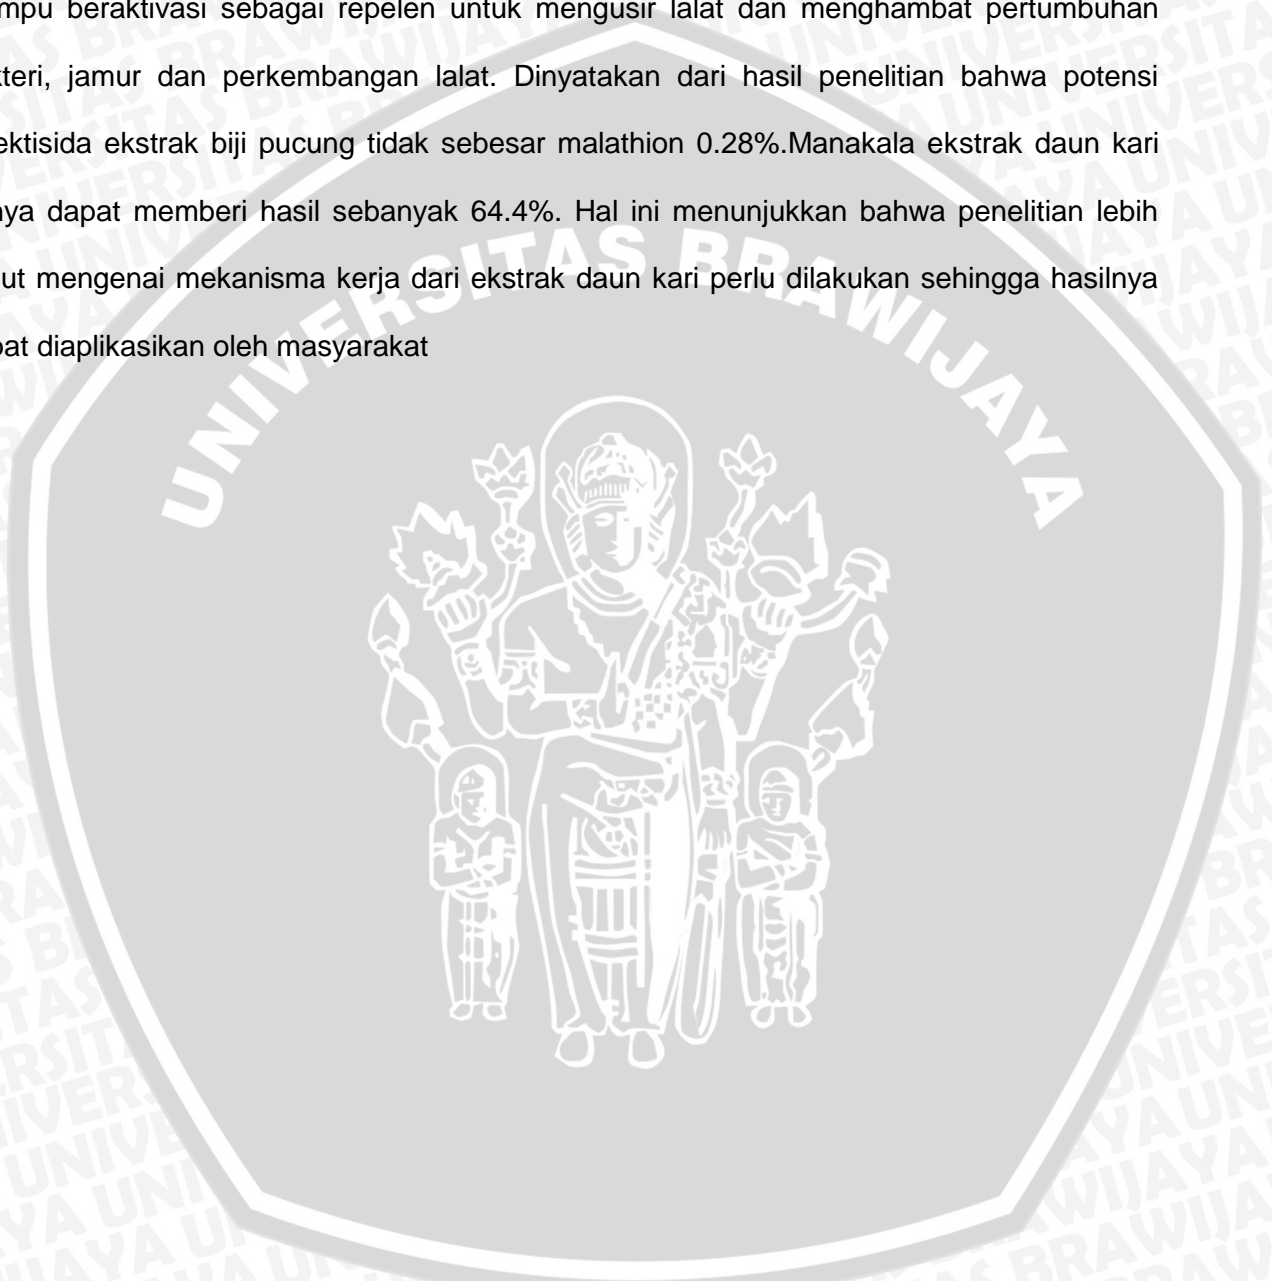 mpu beraktivasi sebagai repelen untuk mengusir lalat dan menghambat pertumbuhan
kteri, jamur dan perkembangan lalat. Dinyatakan dari hasil penelitian bahwa potensi
ektisida ekstrak biji pucung tidak sebesar malathion 0.28%.Manakala ekstrak daun kari
nya dapat memberi hasil sebanyak 64.4%. Hal ini menunjukkan bahwa penelitian lebih
ut mengenai mekanisma kerja dari ekstrak daun kari perlu dilakukan sehingga hasilnya
pat diaplikasikan oleh masyarakat
UNIVERSITAS BRAWIJAYA